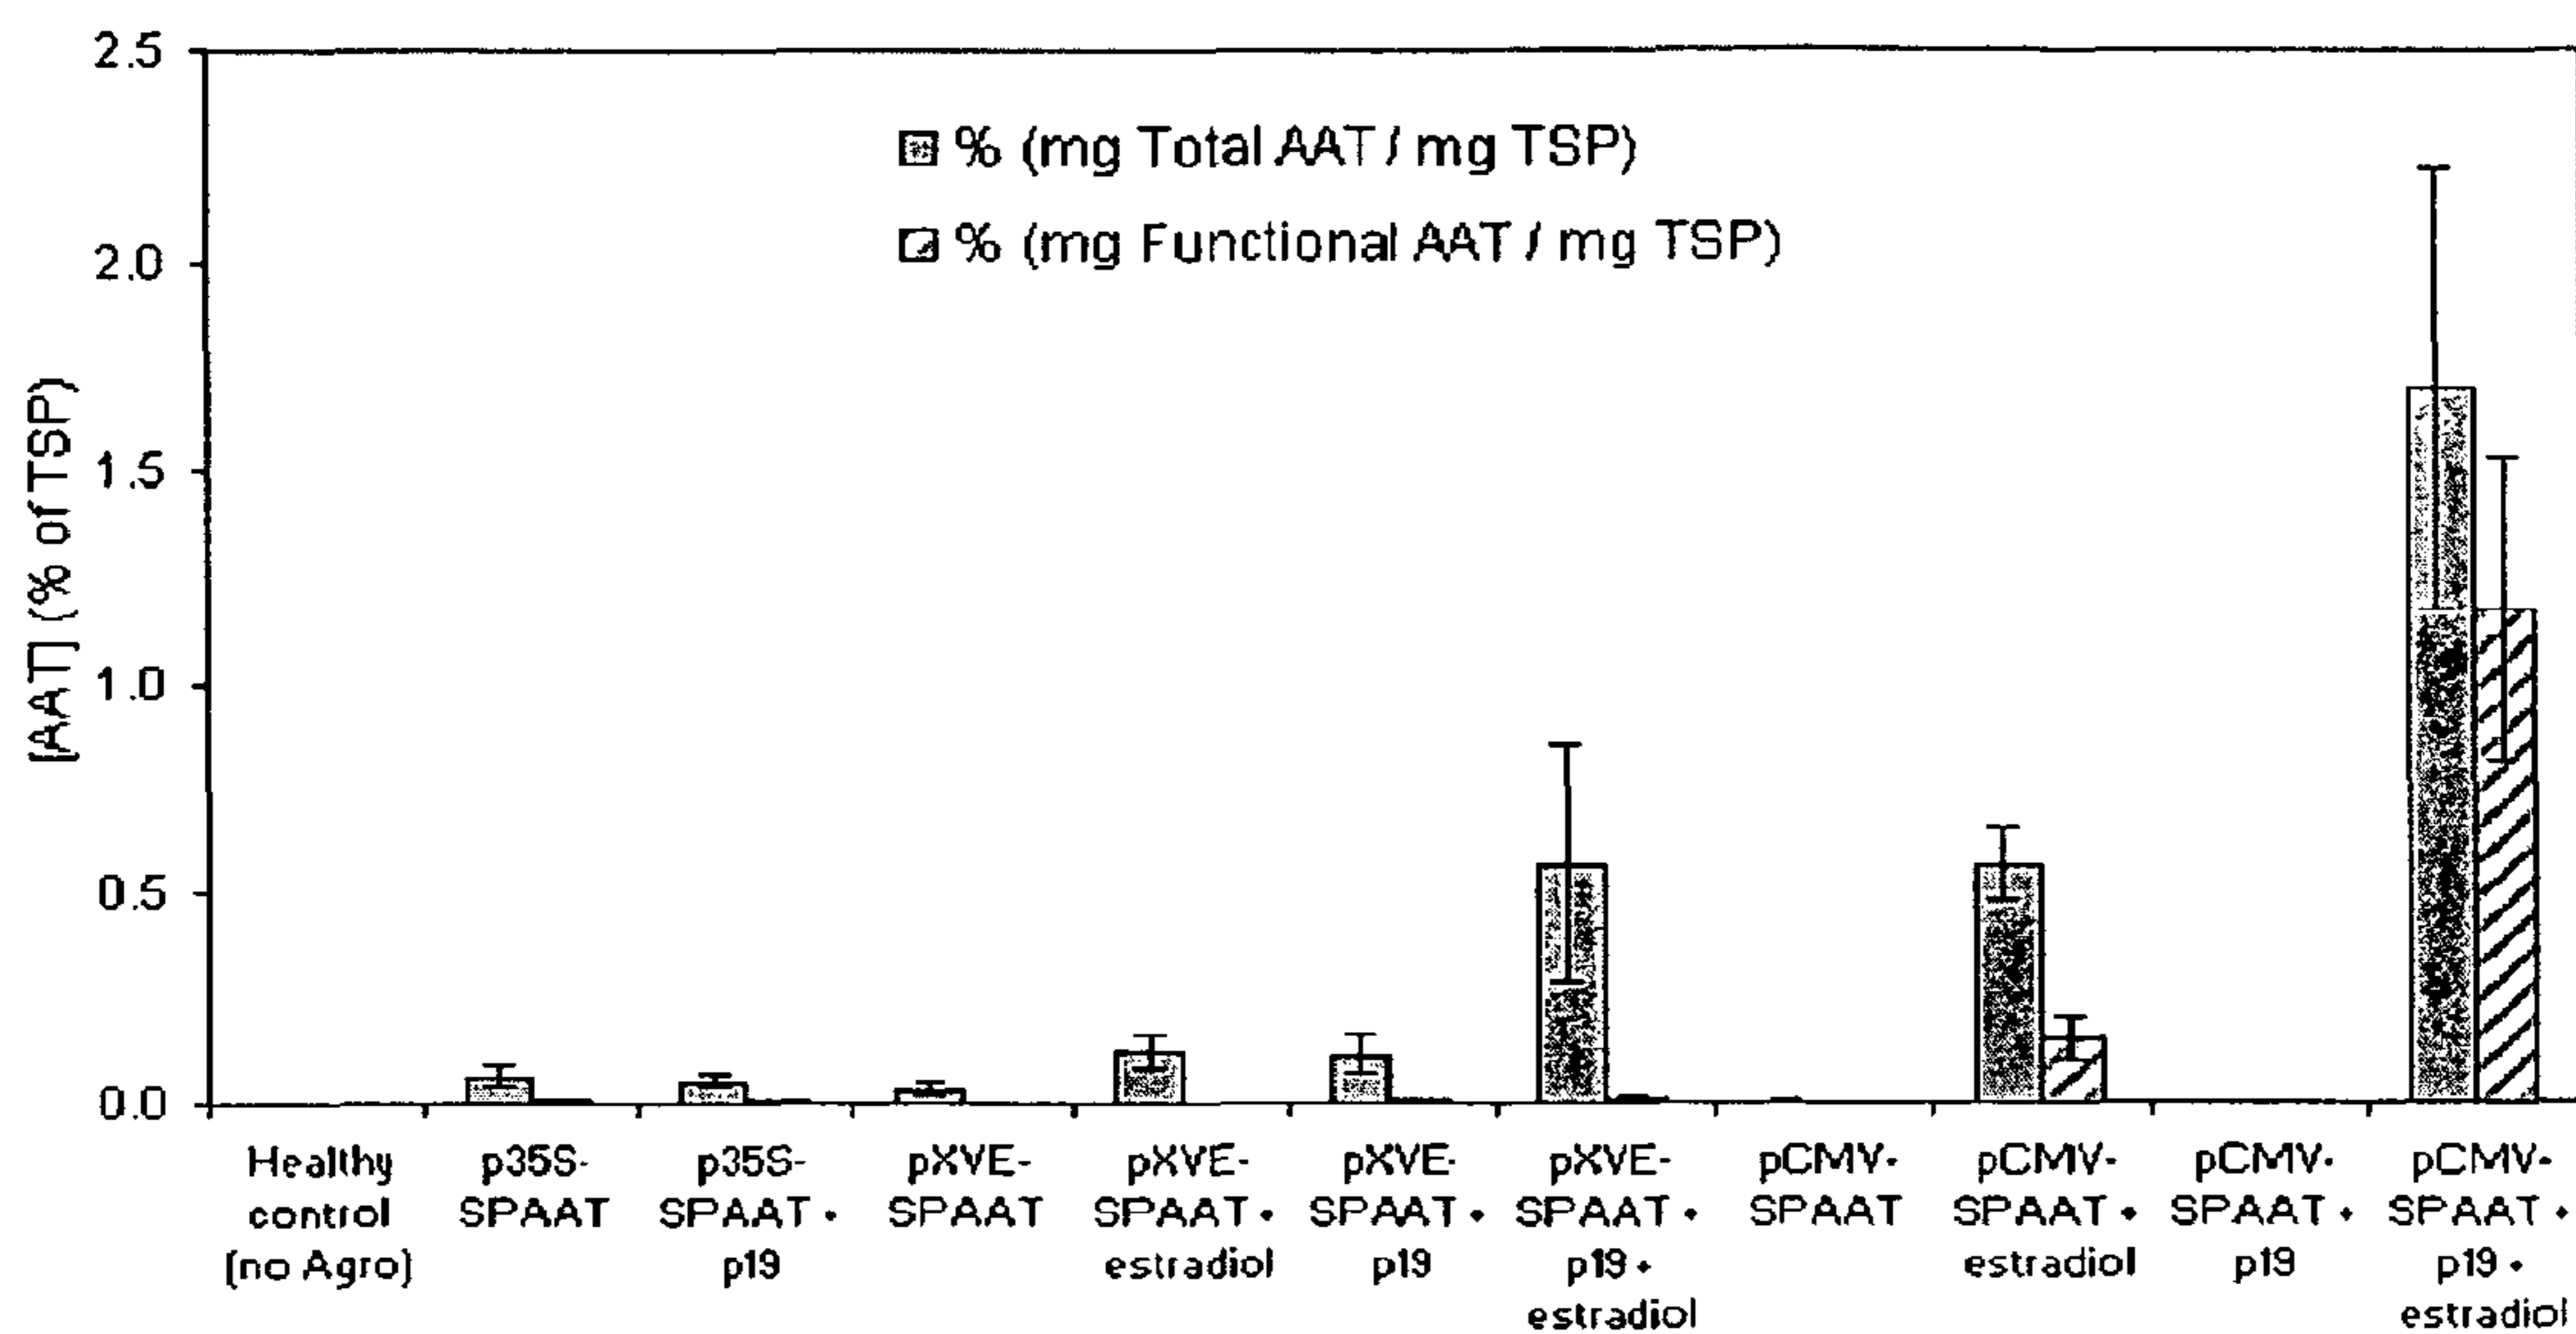 2.5
2.0
1.5
1.0
0.5
0.0
[AAT] (% of TSP)
% (mg Total AAT / mg TSP)
% (mg Functional AAT / mg TSP)
Healthy
control
(no Agro)
p35S-
SPAAT
p35S-
SPAAT +
p19
pXVE-
SPAAT
pXVE-
SPAAT +
estradiol
pXVE-
SPAAT +
p19
pXVE-
SPAAT +
p19 +
estradiol
pCMV-
SPAAT
pCMV-
SPAAT +
estradiol
pCMV-
SPAAT +
p19
pCMV-
SPAAT +
p19 +
estradiol